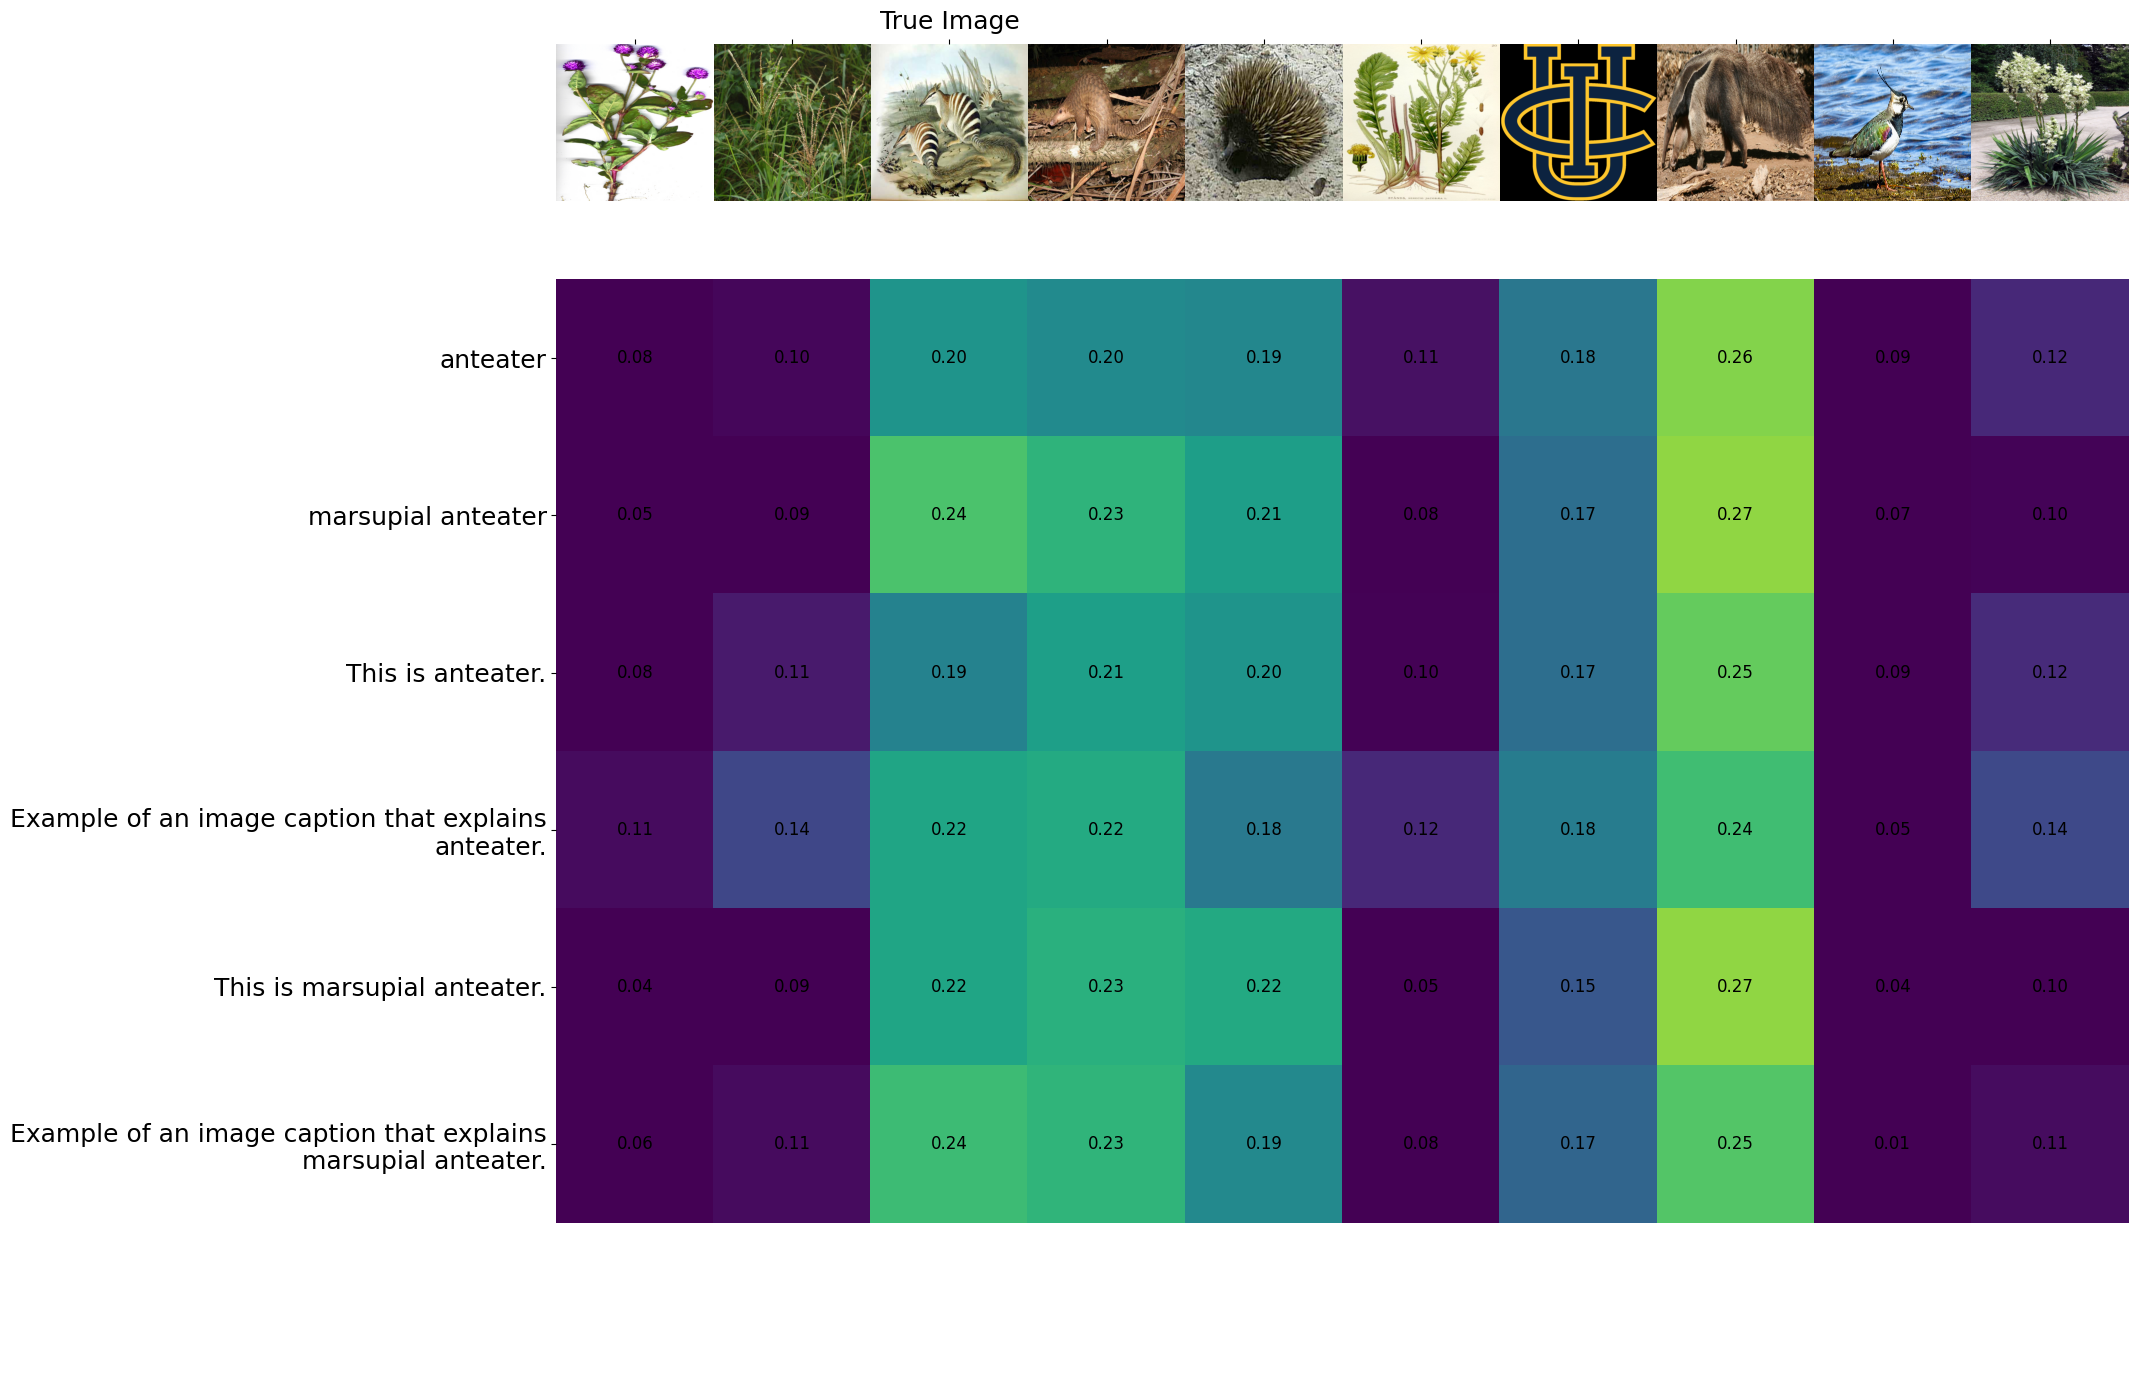 True Image
anteater
0.08 0.10 0.20 0.20 0.19 0.11 0.18 0.26 0.09 0.12
marsupial anteater
0.05 0.09 0.24 0.23 0.21 0.08 0.17 0.27 0.07 0.10
This is anteater.
0.08 0.11 0.19 0.21 0.20 0.10 0.17 0.25 0.09 0.12
Example of an image caption that explains
anteater.
0.11 0.14 0.22 0.22 0.18 0.12 0.18 0.24 0.05 0.14
This is marsupial anteater.
0.04 0.09 0.22 0.23 0.22 0.05 0.15 0.27 0.04 0.10
Example of an image caption that explains
marsupial anteater.
0.06 0.11 0.24 0.23 0.19 0.08 0.17 0.25 0.01 0.11